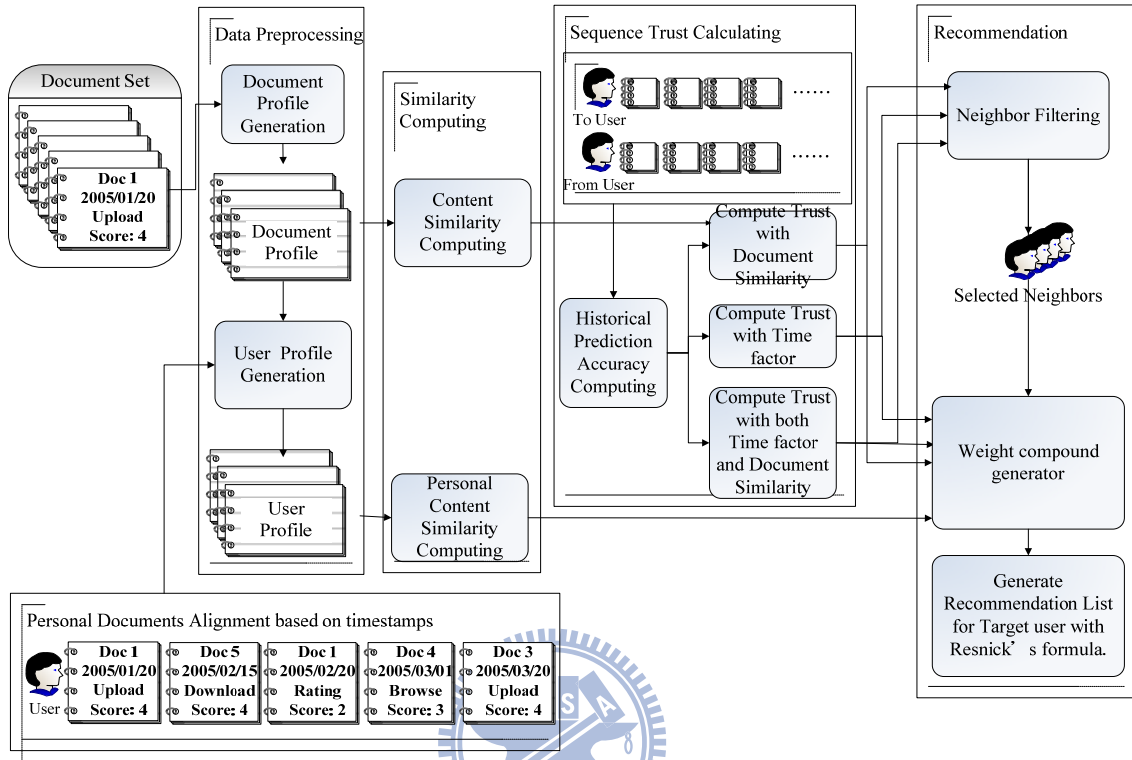 Data Preprocessing
Document Set
Doc 1
2005/01/20
Upload
Score: 4
Document
Profile
Generation
Document
Profile
User Profile
Generation
User
Profile
Similarity
Computing
Content
Similarity
Computing
Personal
Content
Similarity
Computing
Sequence Trust Calculating
To User
......
From User
......
Historical
Prediction
Accuracy
Computing
Compute Trust
with
Document
Similarity
Compute Trust
with Time
factor
Compute Trust
with both
Time factor
and Document
Similarity
Recommendation
Neighbor Filtering
Selected Neighbors
Weight compound
generator
Generate
Recommendation List
for Target user with
Resnick’s formula.
Personal Documents Alignment based on timestamps
User
Doc 1
2005/01/20
Upload
Score: 4
Doc 5
2005/02/15
Download
Score: 4
Doc 1
2005/02/20
Rating
Score: 2
Doc 4
2005/03/01
Browse
Score: 3
Doc 3
2005/03/20
Upload
Score: 4
S A
8